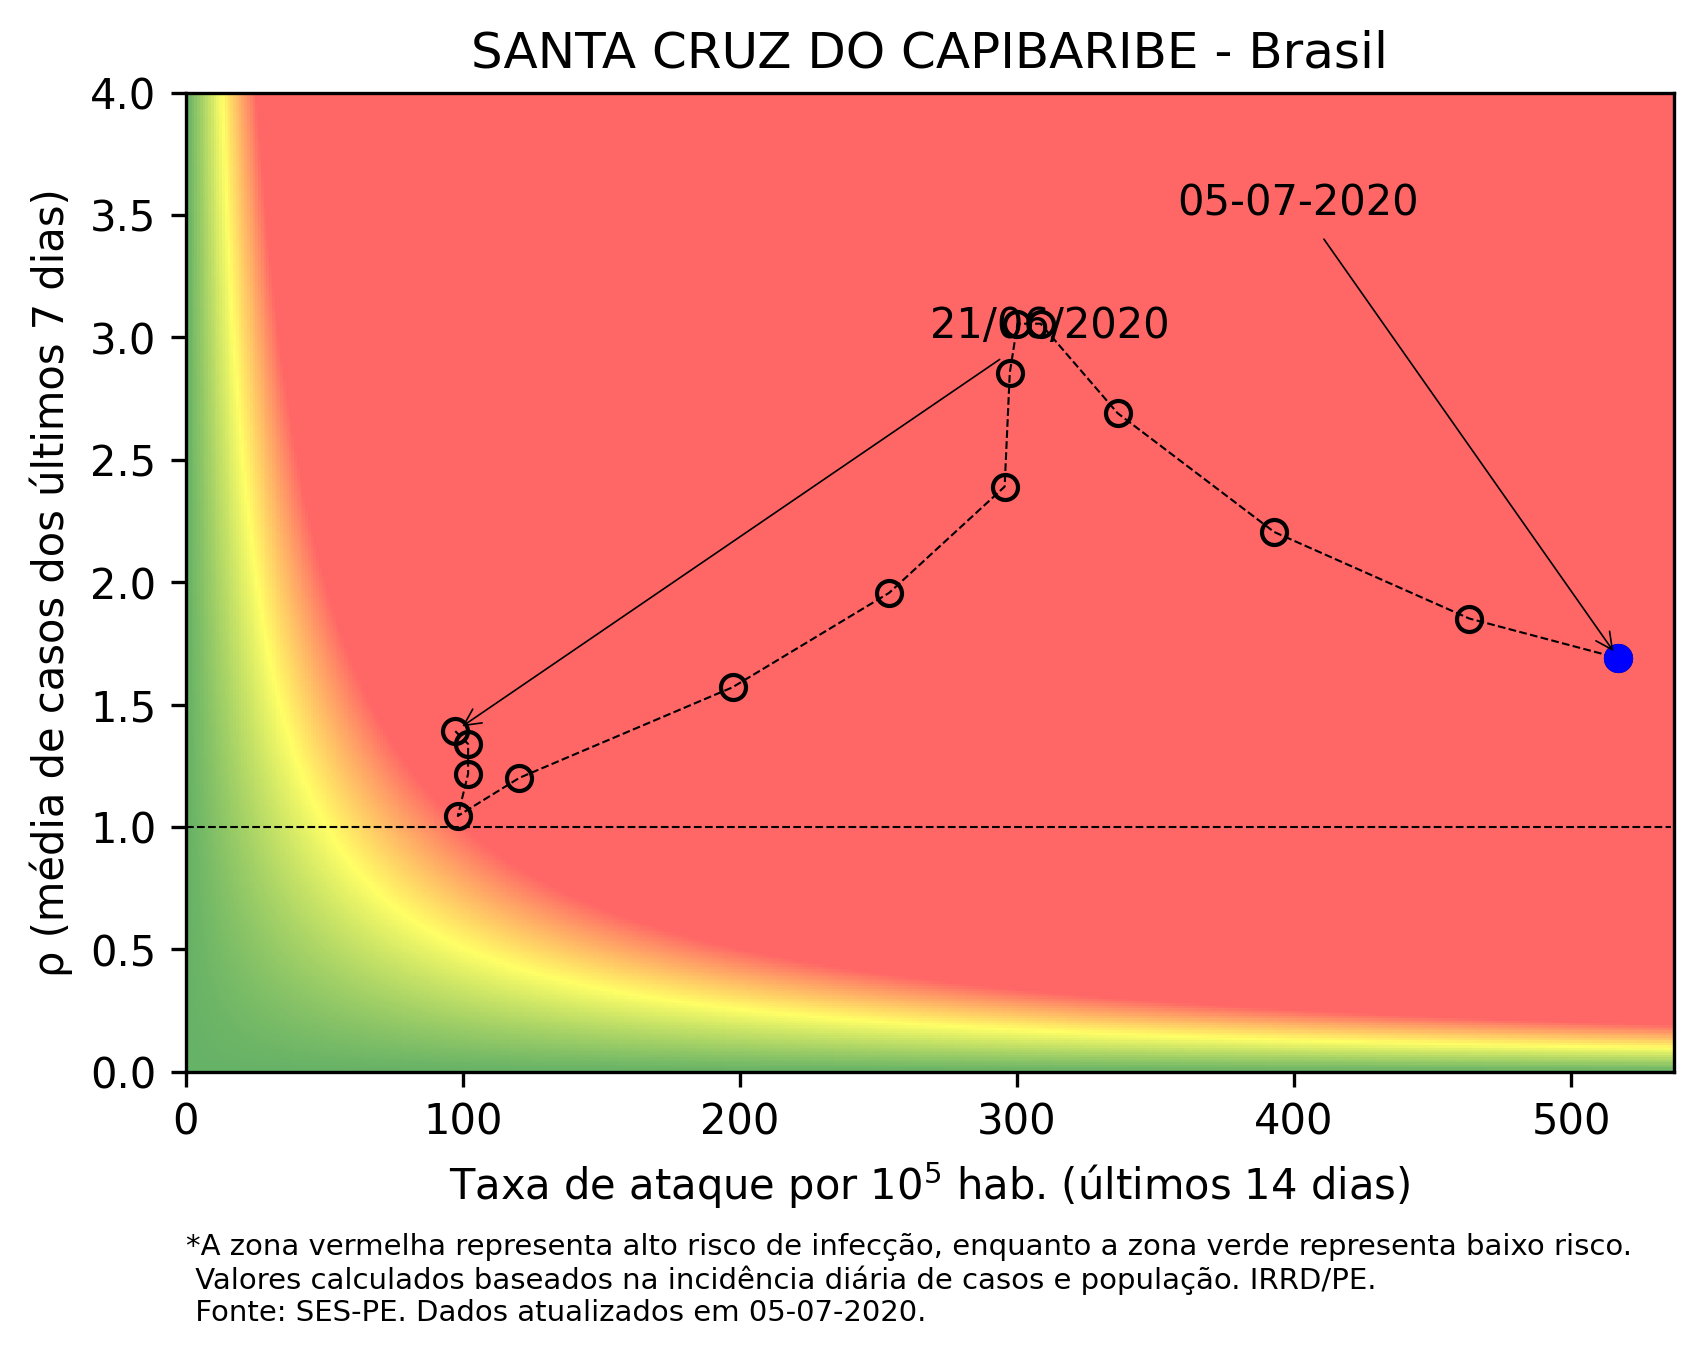 SANTA CRUZ DO CAPIBARIBE - Brasil
4.0
3.5
3.0
2.5
2.0
1.5
1.0
0.5
0.0
ρ (média de casos dos últimos 7 dias)
05-07-2020
21/06/2020
0 100 200 300 400 500
Taxa de ataque por 10⁵ hab. (últimos 14 dias)
*A zona vermelha representa alto risco de infecção, enquanto a zona verde representa baixo risco.
Valores calculados baseados na incidência diária de casos e população. IRRD/PE.
Fonte: SES-PE. Dados atualizados em 05-07-2020.